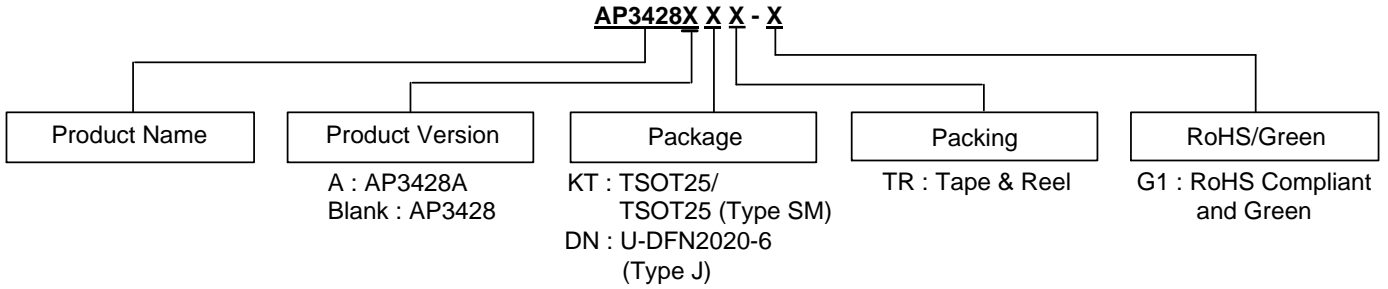 AP3428X X X - X
Product Name
Product Version
Package
Packing
RoHS/Green
A : AP3428A
Blank : AP3428
KT : TSOT25/
TSOT25 (Type SM)
DN : U-DFN2020-6
(Type J)
TR : Tape & Reel
G1 : RoHS Compliant
and Green